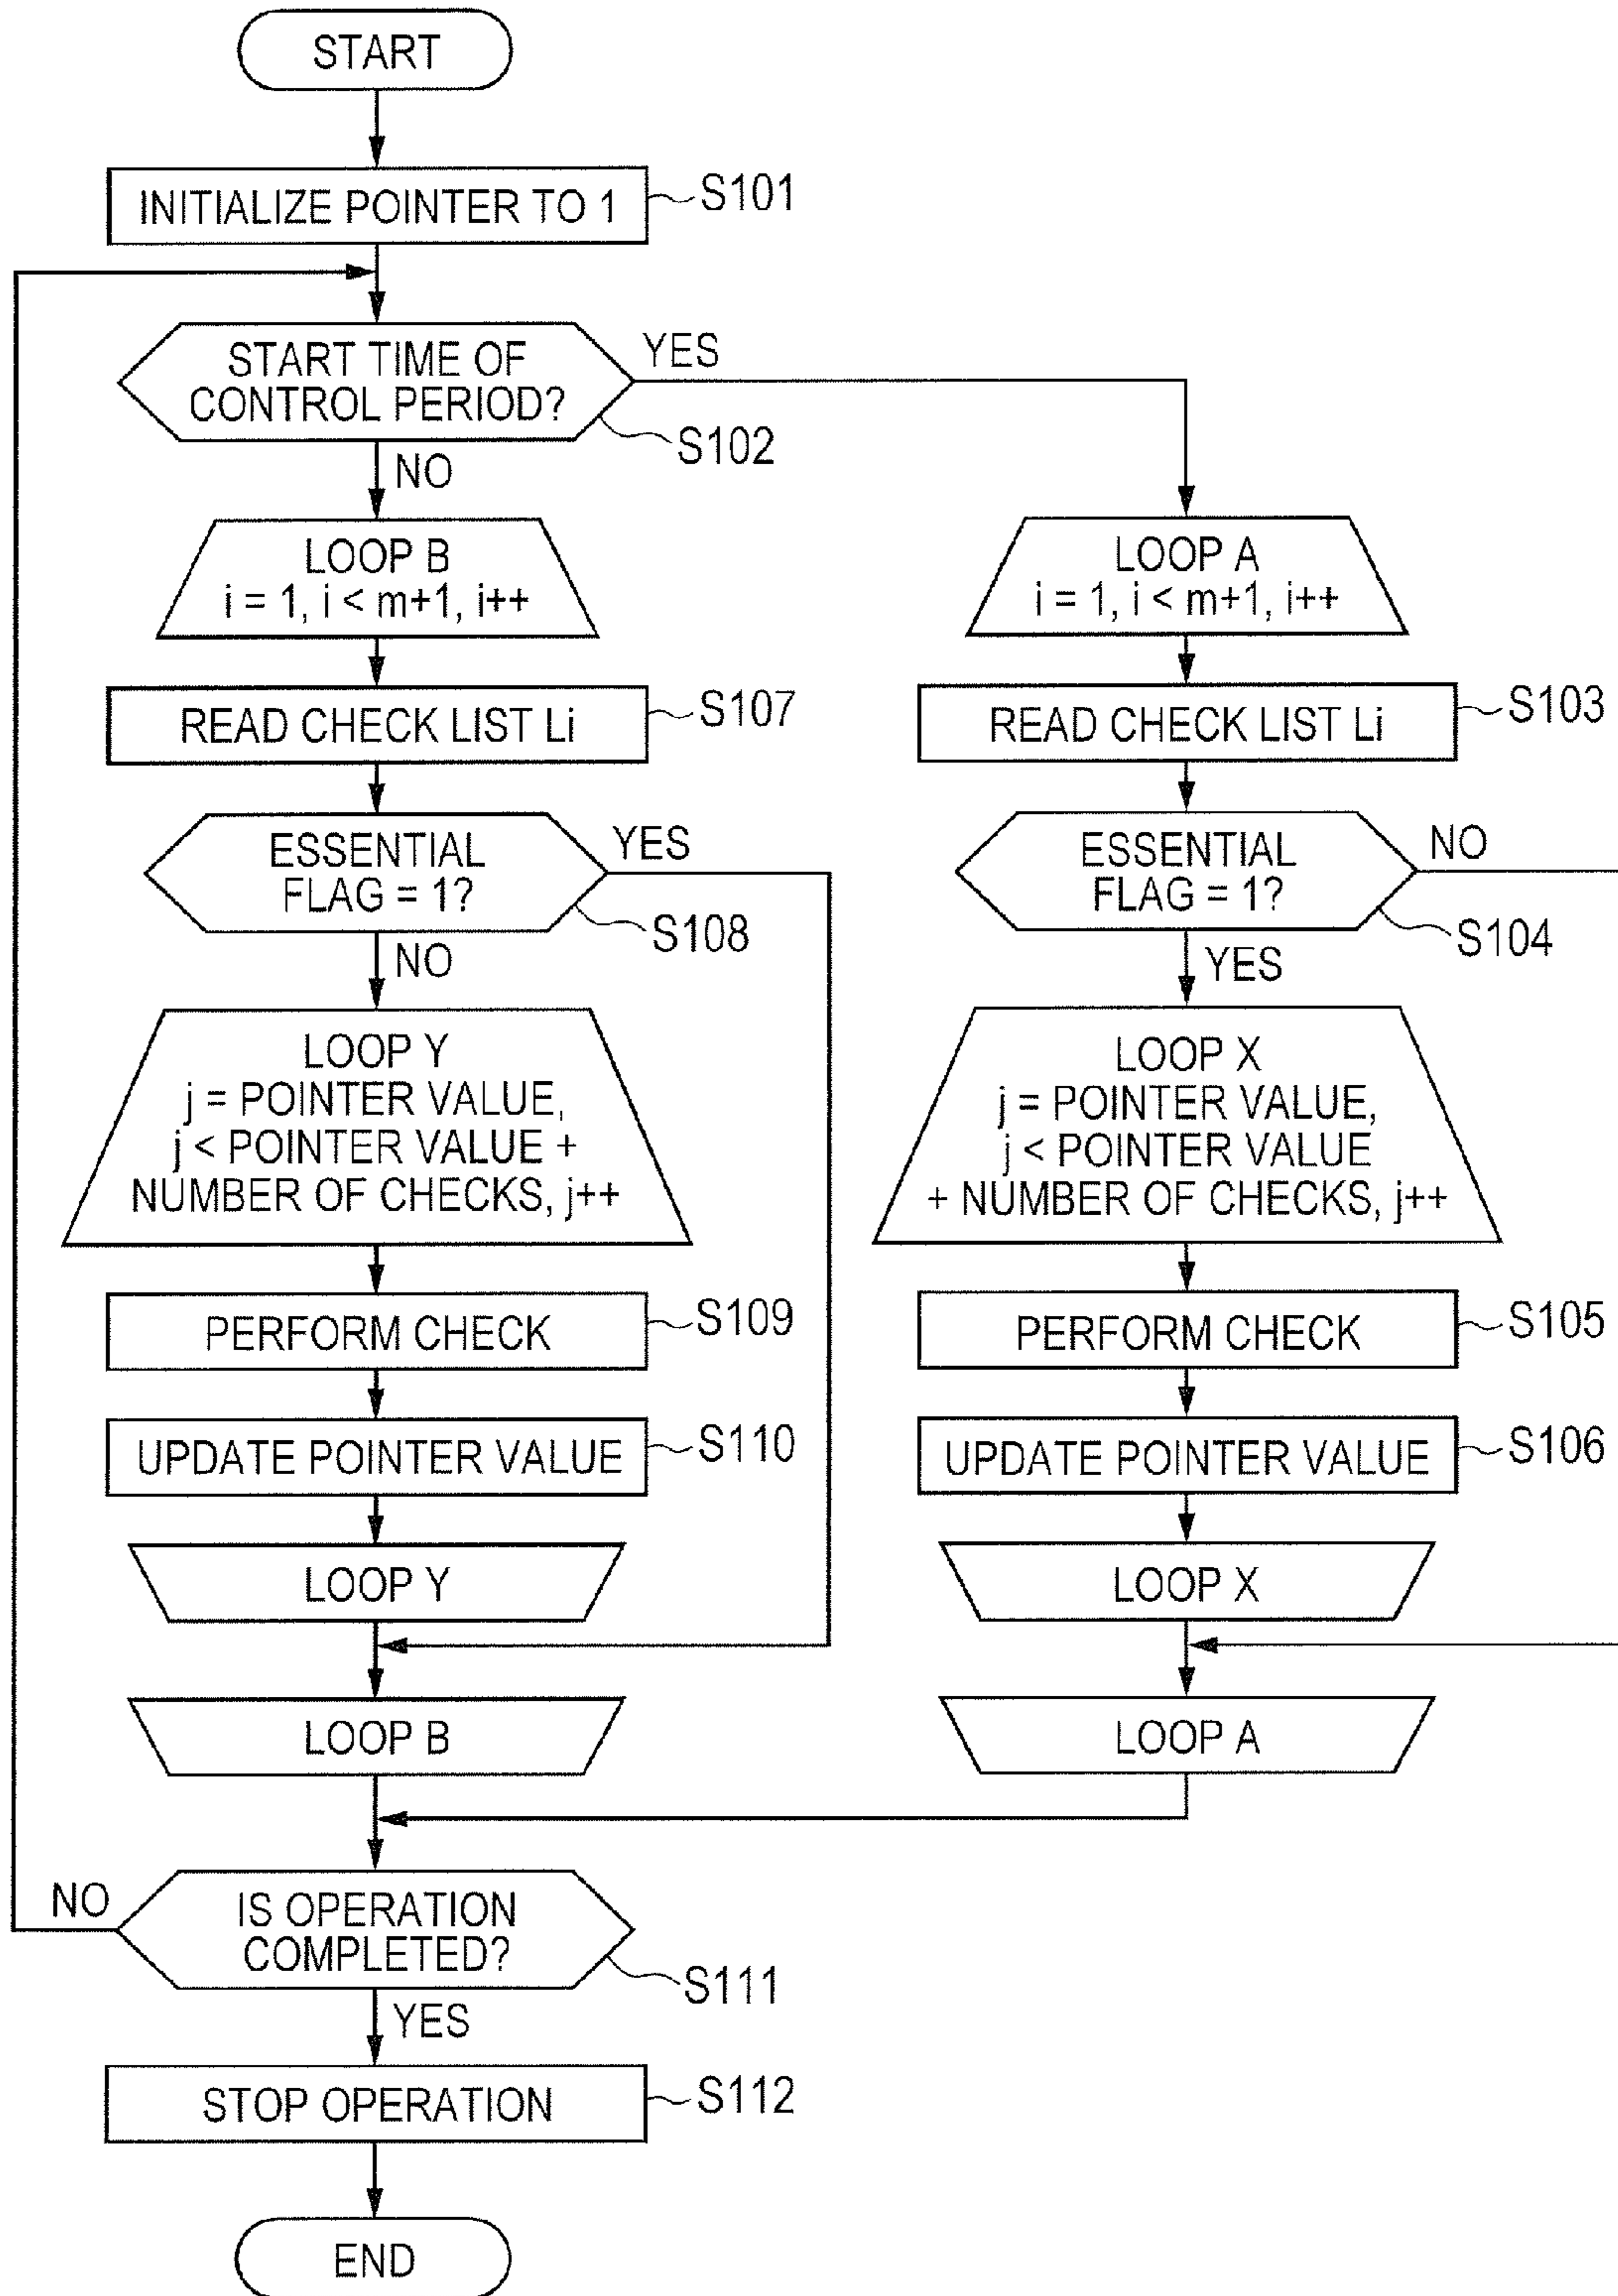 START
INITIALIZE POINTER TO 1
S101
START TIME OF
CONTROL PERIOD?
YES
S102
NO
LOOP B
i = 1, i < m+1, i++
LOOP A
i = 1, i < m+1, i++
READ CHECK LIST Li
S107
READ CHECK LIST Li
S103
ESSENTIAL
FLAG = 1?
YES
S108
NO
ESSENTIAL
FLAG = 1?
NO
S104
YES
LOOP Y
j = POINTER VALUE,
j < POINTER VALUE +
NUMBER OF CHECKS, j++
LOOP X
j = POINTER VALUE,
j < POINTER VALUE
+ NUMBER OF CHECKS, j++
PERFORM CHECK
S109
PERFORM CHECK
S105
UPDATE POINTER VALUE
S110
UPDATE POINTER VALUE
S106
LOOP Y
LOOP X
LOOP B
LOOP A
NO
IS OPERATION
COMPLETED?
S111
YES
STOP OPERATION
S112
END